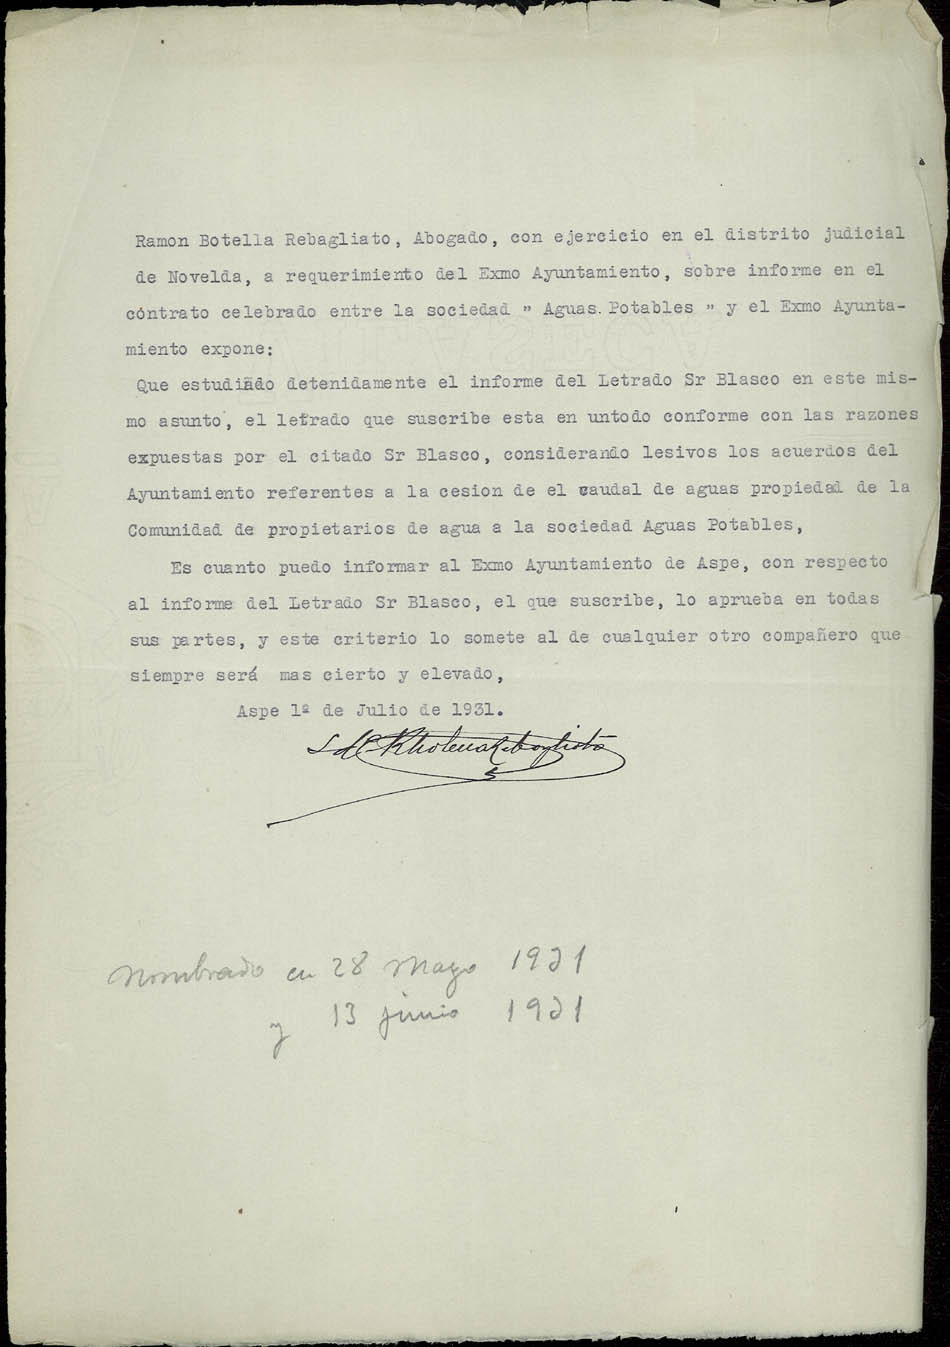 Ramon Botella Rebagliato, Abogado, con ejercicio en el distrito judicial
de Novelda, a requerimiento del Exmo Ayuntamiento, sobre informe en el
cóntrato celebrado entre la sociedad " Aguas. Potables " y el Exmo Ayunta-
miento expone:
Que estudiado detenidamente el informe del Letrado Sr Blasco en este mis-
mo asunto, el letrado que suscribe esta en untodo conforme con las razones
expuestas por el citado Sr Blasco, considerando lesivos los acuerdos del
Ayuntamiento referentes a la cesion de el caudal de aguas propiedad de la
Comunidad de propietarios de agua a la sociedad Aguas Potables,
Es cuanto puedo informar al Exmo Ayuntamiento de Aspe, con respecto
al informe del Letrado Sr Blasco, el que suscribe, lo aprueba en todas
sus partes, y este criterio lo somete al de cualquier otro compañero que
siempre será mas cierto y elevado,
Aspe 1º de Julio de 1931.
Nombrado en 28 Mayo 1931
y 13 junio 1931